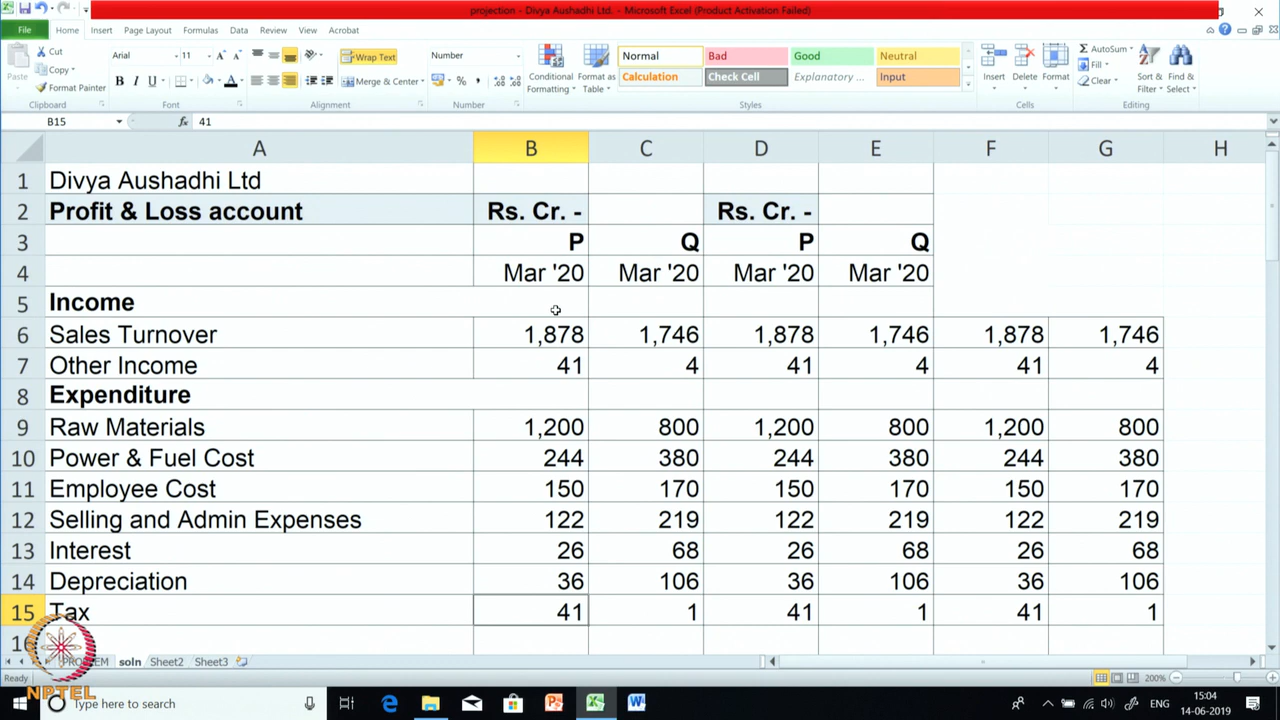 projection - Divya Aushadhi Ltd. - Microsoft Excel (Product Activation Failed)
File Home Insert Page Layout Formulas Data Review View Acrobat
Paste Cut Copy Format Painter
Arial 11 Wrap Text Number
B I U A Merge & Center % ,
Conditional Formatting Format as Table
Normal Bad Good Neutral
Calculation Check Cell Explanatory ... Input
Insert Delete Format
AutoSum Fill Clear Sort & Filter Find & Select
Clipboard Font Alignment Number Styles Cells Editing
B15 fx 41
A B C D E F G H
1 Divya Aushadhi Ltd
2 Profit & Loss account Rs. Cr. - Rs. Cr. -
3 P Q P Q
4 Mar '20 Mar '20 Mar '20 Mar '20
5 Income
6 Sales Turnover 1,878 1,746 1,878 1,746 1,878 1,746
7 Other Income 41 4 41 4 41 4
8 Expenditure
9 Raw Materials 1,200 800 1,200 800 1,200 800
10 Power & Fuel Cost 244 380 244 380 244 380
11 Employee Cost 150 170 150 170 150 170
12 Selling and Admin Expenses 122 219 122 219 122 219
13 Interest 26 68 26 68 26 68
14 Depreciation 36 106 36 106 36 106
15 Tax 41 1 41 1 41 1
16
soln Sheet2 Sheet3
Ready 200%
NPTEL
Type here to search
ENG 15:04
14-06-2019